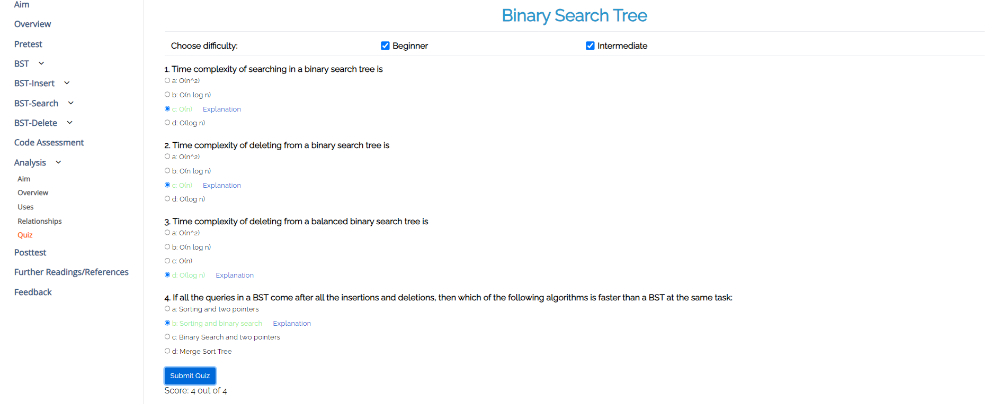 Aim
Overview
Pretest
BST
BST-Insert
BST-Search
BST-Delete
Code Assessment
Analysis
Aim
Overview
Uses
Relationships
Quiz
Posttest
Further Readings/References
Feedback
Binary Search Tree
Choose difficulty: Beginner Intermediate
1. Time complexity of searching in a binary search tree is
a: O(n^2)
b: O(n log n)
c: O(n) Explanation
d: O(log n)
2. Time complexity of deleting from a binary search tree is
a: O(n^2)
b: O(n log n)
c: O(n) Explanation
d: O(log n)
3. Time complexity of deleting from a balanced binary search tree is
a: O(n^2)
b: O(n log n)
c: O(n)
d: O(log n) Explanation
4. If all the queries in a BST come after all the insertions and deletions, then which of the following algorithms is faster than a BST at the same task:
a: Sorting and two pointers
b: Sorting and binary search Explanation
c: Binary Search and two pointers
d: Merge Sort Tree
Submit Quiz
Score: 4 out of 4